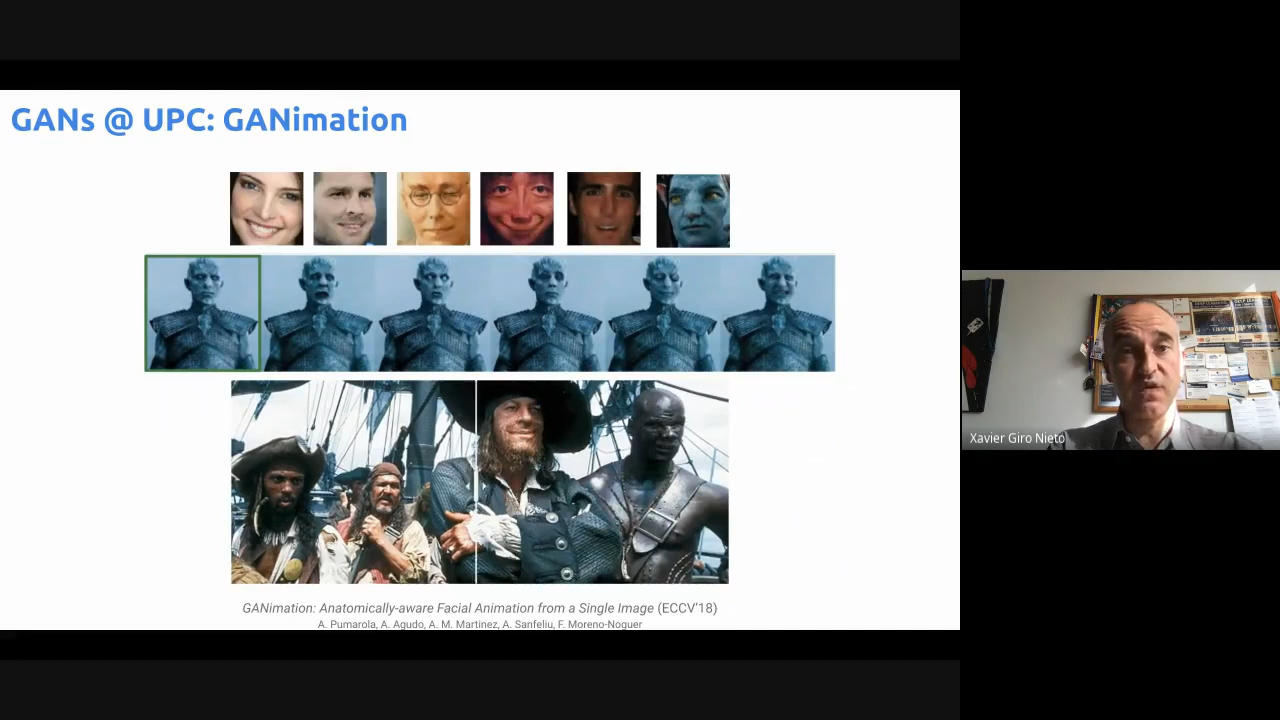 GANs @ UPC: GANimation
Xavier Giro Nieto
GANimation: Anatomically-aware Facial Animation from a Single Image (ECCV'18)
A. Pumarola, A. Agudo, A. M. Martinez, A. Sanfeliu, F. Moreno-Noguer